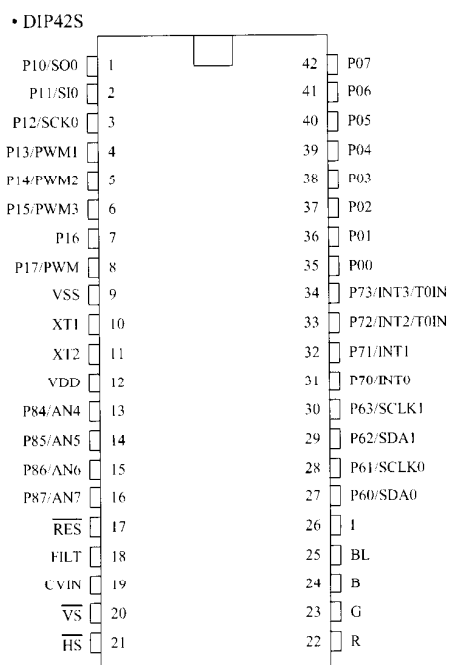 • DIP42S
P10/SO0 1 42 P07
P11/SI0 2 41 P06
P12/SCK0 3 40 P05
P13/PWM1 4 39 P04
P14/PWM2 5 38 P03
P15/PWM3 6 37 P02
P16 7 36 P01
P17/PWM 8 35 P00
VSS 9 34 P73/INT3/T0IN
XT1 10 33 P72/INT2/T0IN
XT2 11 32 P71/INT1
VDD 12 31 P70/INT0
P84/AN4 13 30 P63/SCLK1
P85/AN5 14 29 P62/SDA1
P86/AN6 15 28 P61/SCLK0
P87/AN7 16 27 P60/SDA0
R̅E̅S̅ 17 26 I
FILT 18 25 BL
CVIN 19 24 B
V̅S̅ 20 23 G
H̅S̅ 21 22 R